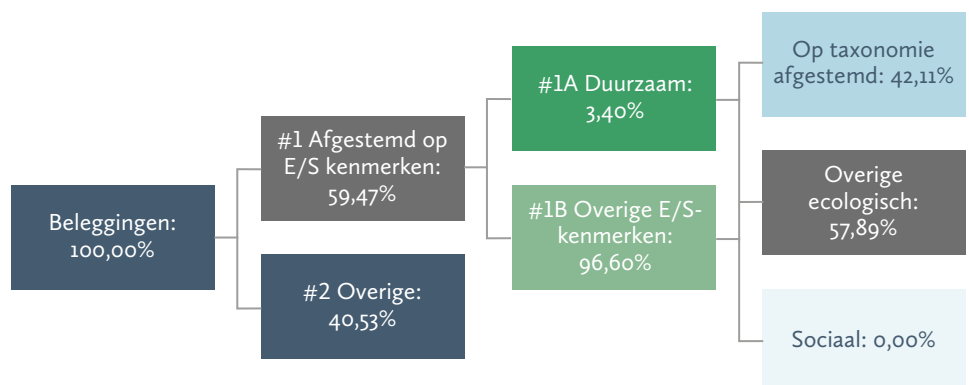 Beleggingen:
100,00%
#1 Afgestemd op
E/S kenmerken:
59,47%
#2 Overige:
40,53%
#1A Duurzaam:
3,40%
#1B Overige E/S-
kenmerken:
96,60%
Op taxonomie
afgestemd: 42,11%
Overige
ecologisch:
57,89%
Sociaal: 0,00%